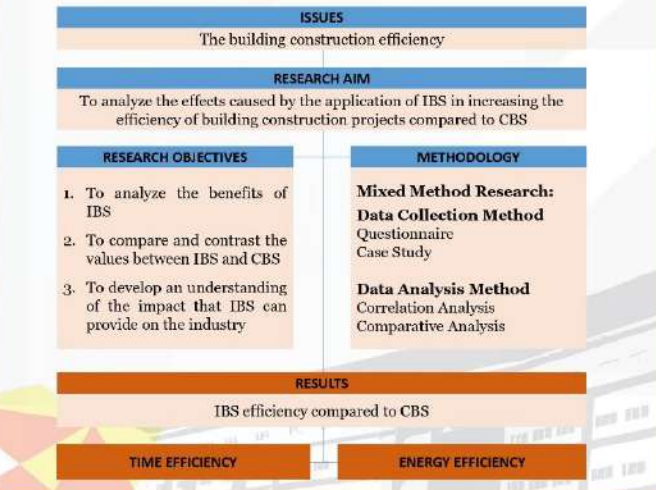 ISSUES
The building construction efficiency
RESEARCH AIM
To analyze the effects caused by the application of IBS in increasing the
efficiency of building construction projects compared to CBS
RESEARCH OBJECTIVES
1. To analyze the benefits of
IBS
2. To compare and contrast the
values between IBS and CBS
3. To develop an understanding
of the impact that IBS can
provide on the industry
METHODOLOGY
Mixed Method Research:
Data Collection Method
Questionnaire
Case Study
Data Analysis Method
Correlation Analysis
Comparative Analysis
RESULTS
IBS efficiency compared to CBS
TIME EFFICIENCY
ENERGY EFFICIENCY